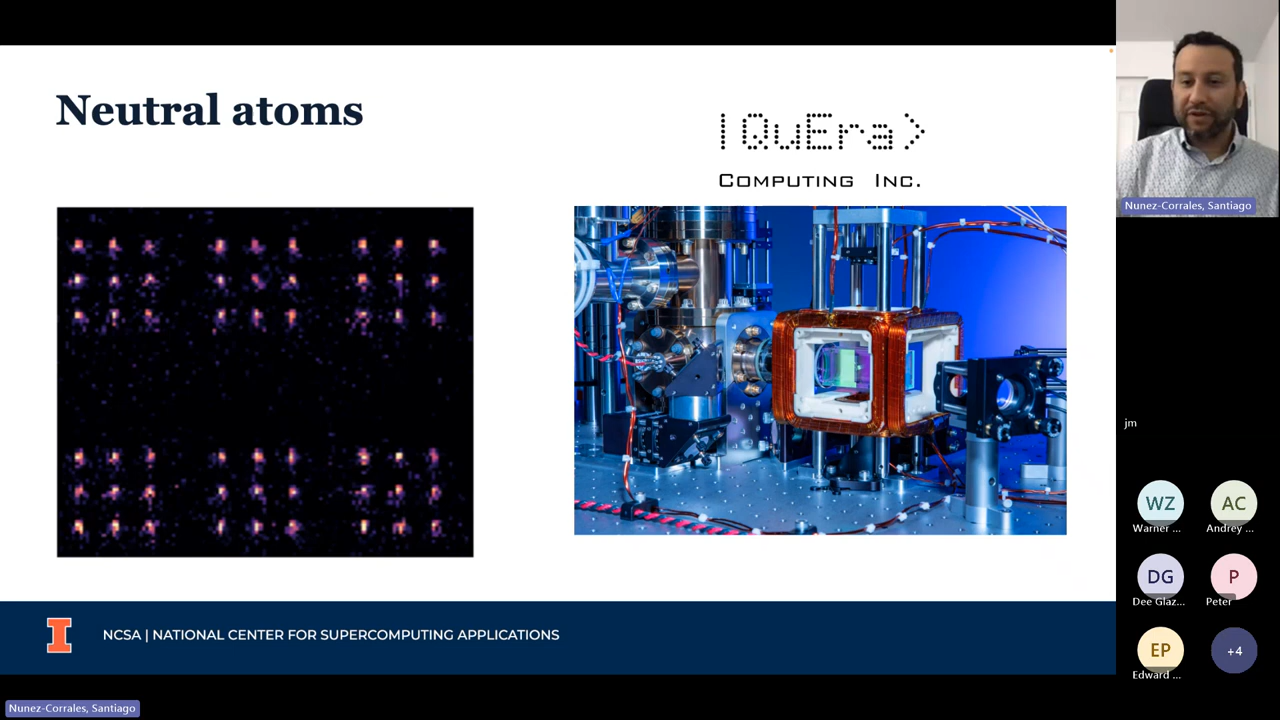 Neutral atoms
|QuEra>
COMPUTING INC.
NCSA | NATIONAL CENTER FOR SUPERCOMPUTING APPLICATIONS
Nunez-Corrales, Santiago
jm
WZ
AC
Warner ...
Andrey ...
DG
P
Dee Glaz...
Peter
EP
+4
Edward ...
Nunez-Corrales, Santiago